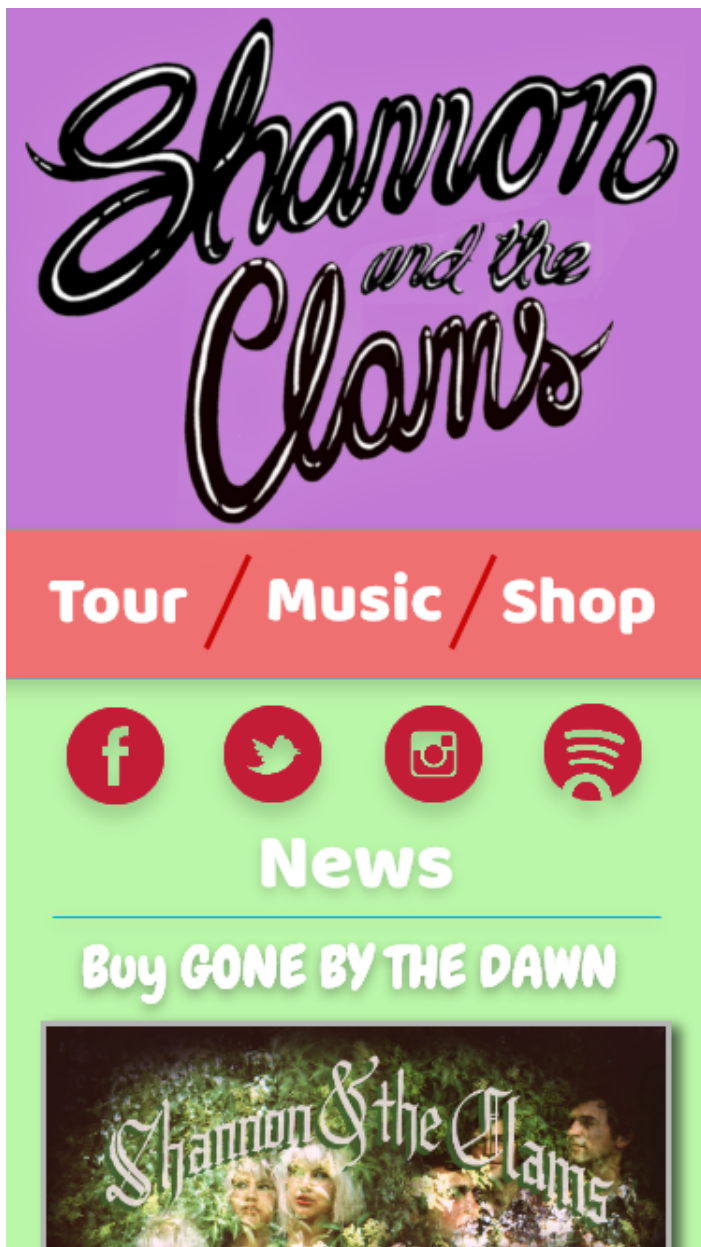 Shannon
and the
Clams
Tour / Music / Shop
News
Buy GONE BY THE DAWN
Shannon & the Clams